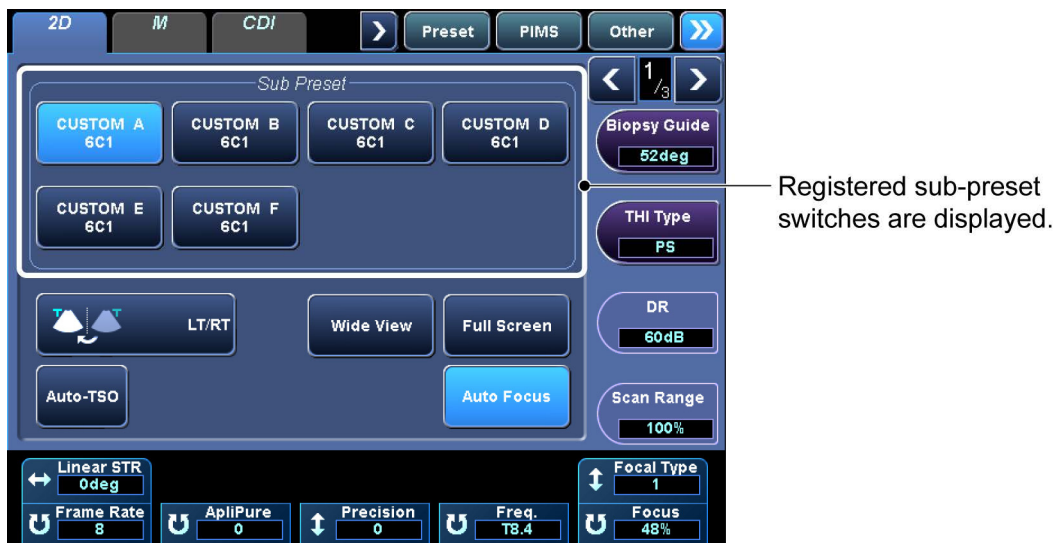 2D M CDI Preset PIMS Other
1/3
Sub Preset
CUSTOM A CUSTOM B CUSTOM C CUSTOM D
6C1 6C1 6C1 6C1
Biopsy Guide
52deg
CUSTOM E CUSTOM F
6C1 6C1
THI Type
PS
Registered sub-preset
switches are displayed.
T T LT/RT Wide View Full Screen
DR
60dB
Auto-TSO Auto Focus
Scan Range
100%
Linear STR Focal Type
0deg 1
Frame Rate ApliPure Precision Freq. Focus
8 0 0 T8.4 48%